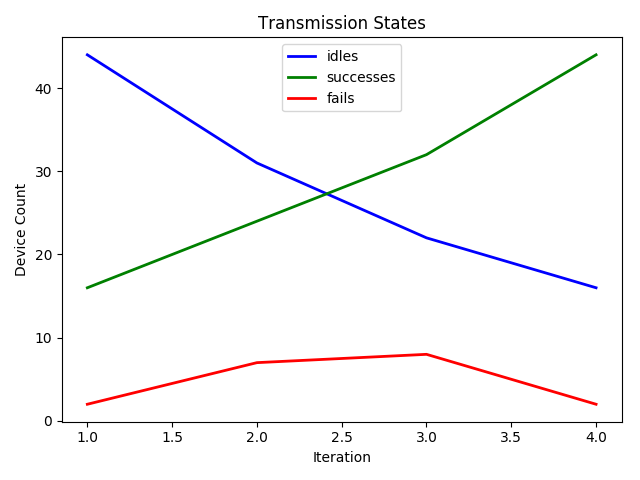 Transmission States
idles
successes
fails
Device Count
40
30
20
10
0
1.0 1.5 2.0 2.5 3.0 3.5 4.0
Iteration